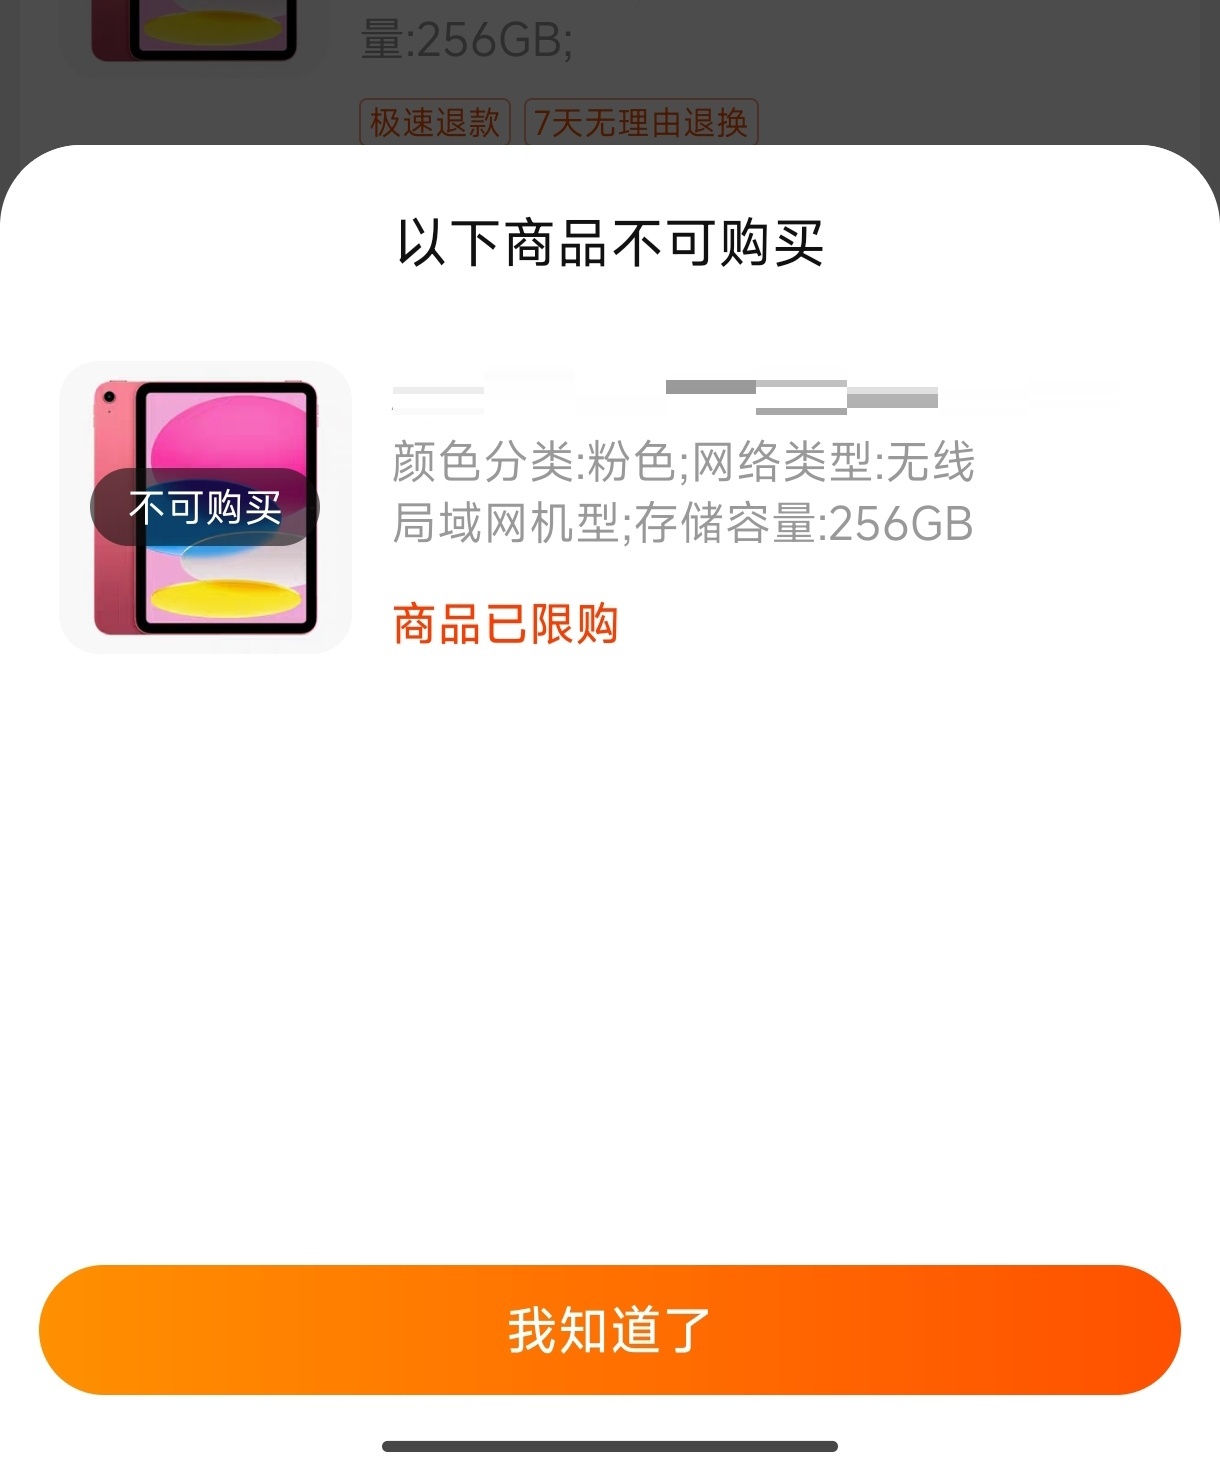 量:256GB;
极速退款
7天无理由退换
以下商品不可购买
不可购买
颜色分类:粉色;网络类型:无线
局域网机型;存储容量:256GB
商品已限购
我知道了